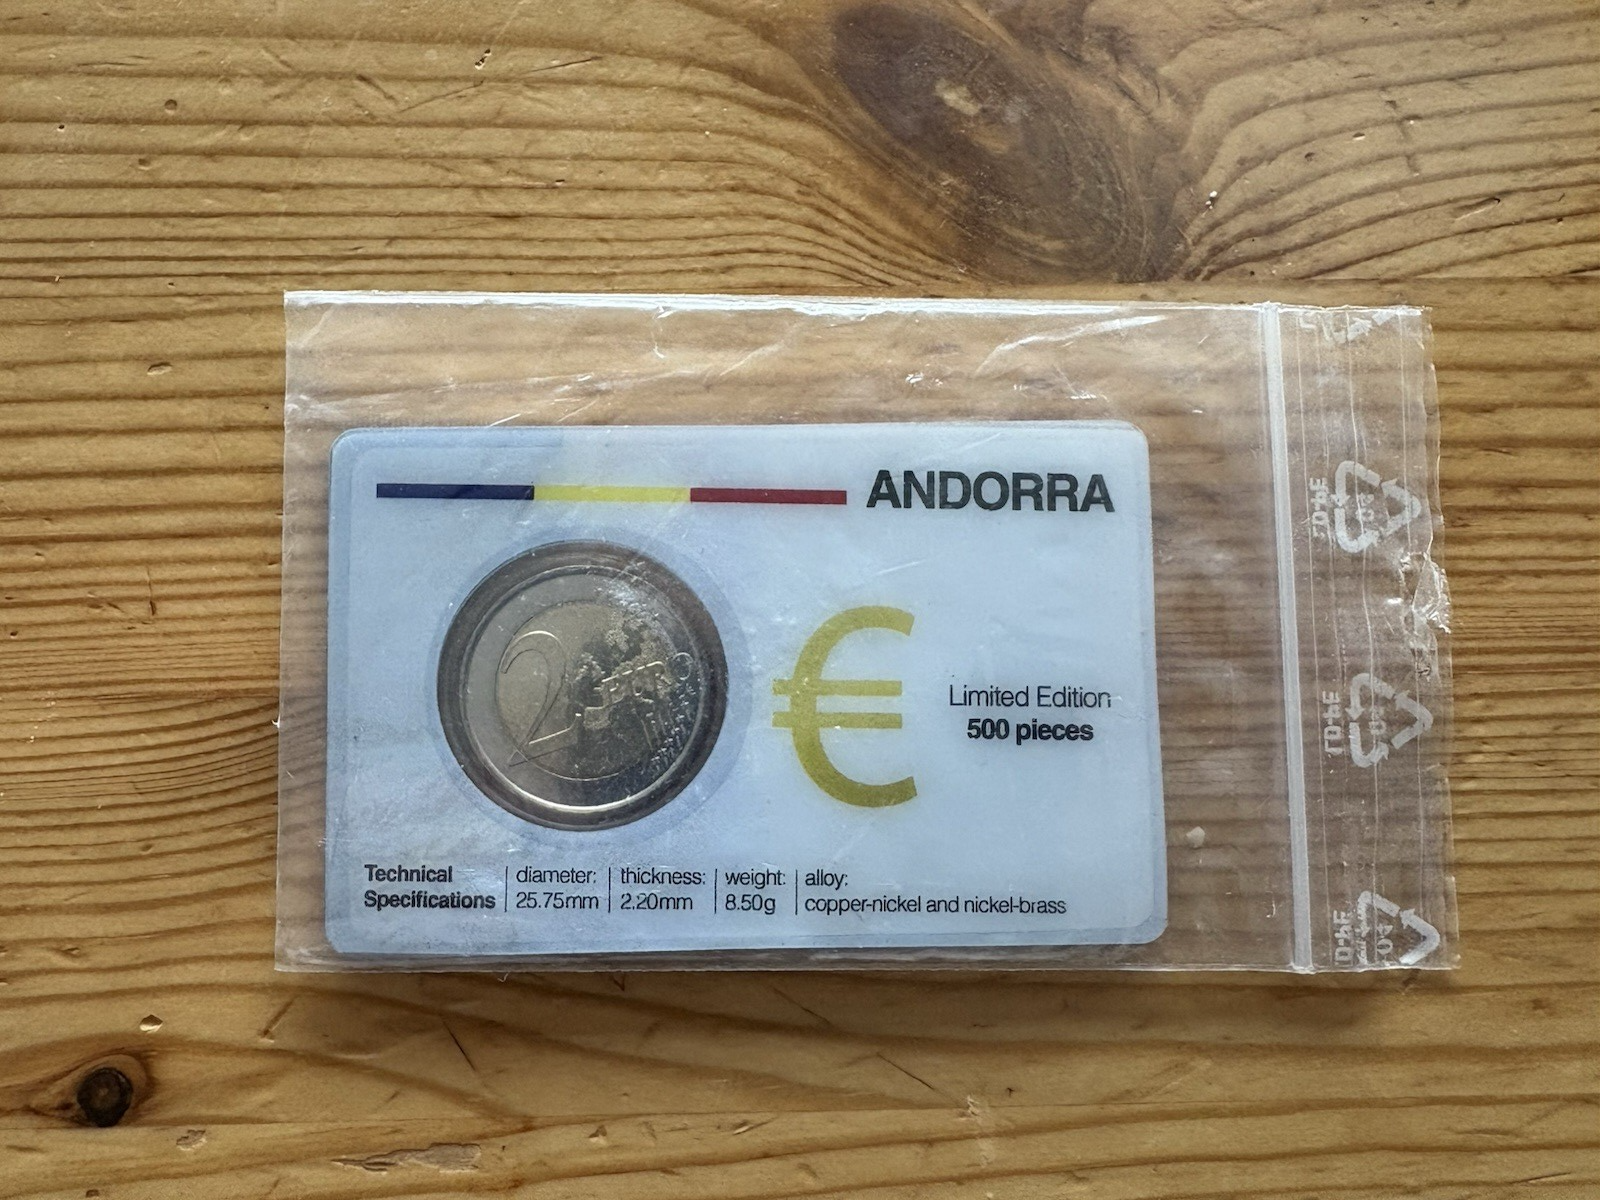 ANDORRA
2 EURO
€
Limited Edition
500 pieces
Technical
Specifications
diameter:
25.75mm
thickness:
2.20mm
weight:
8.50g
alloy:
copper-nickel and nickel-brass